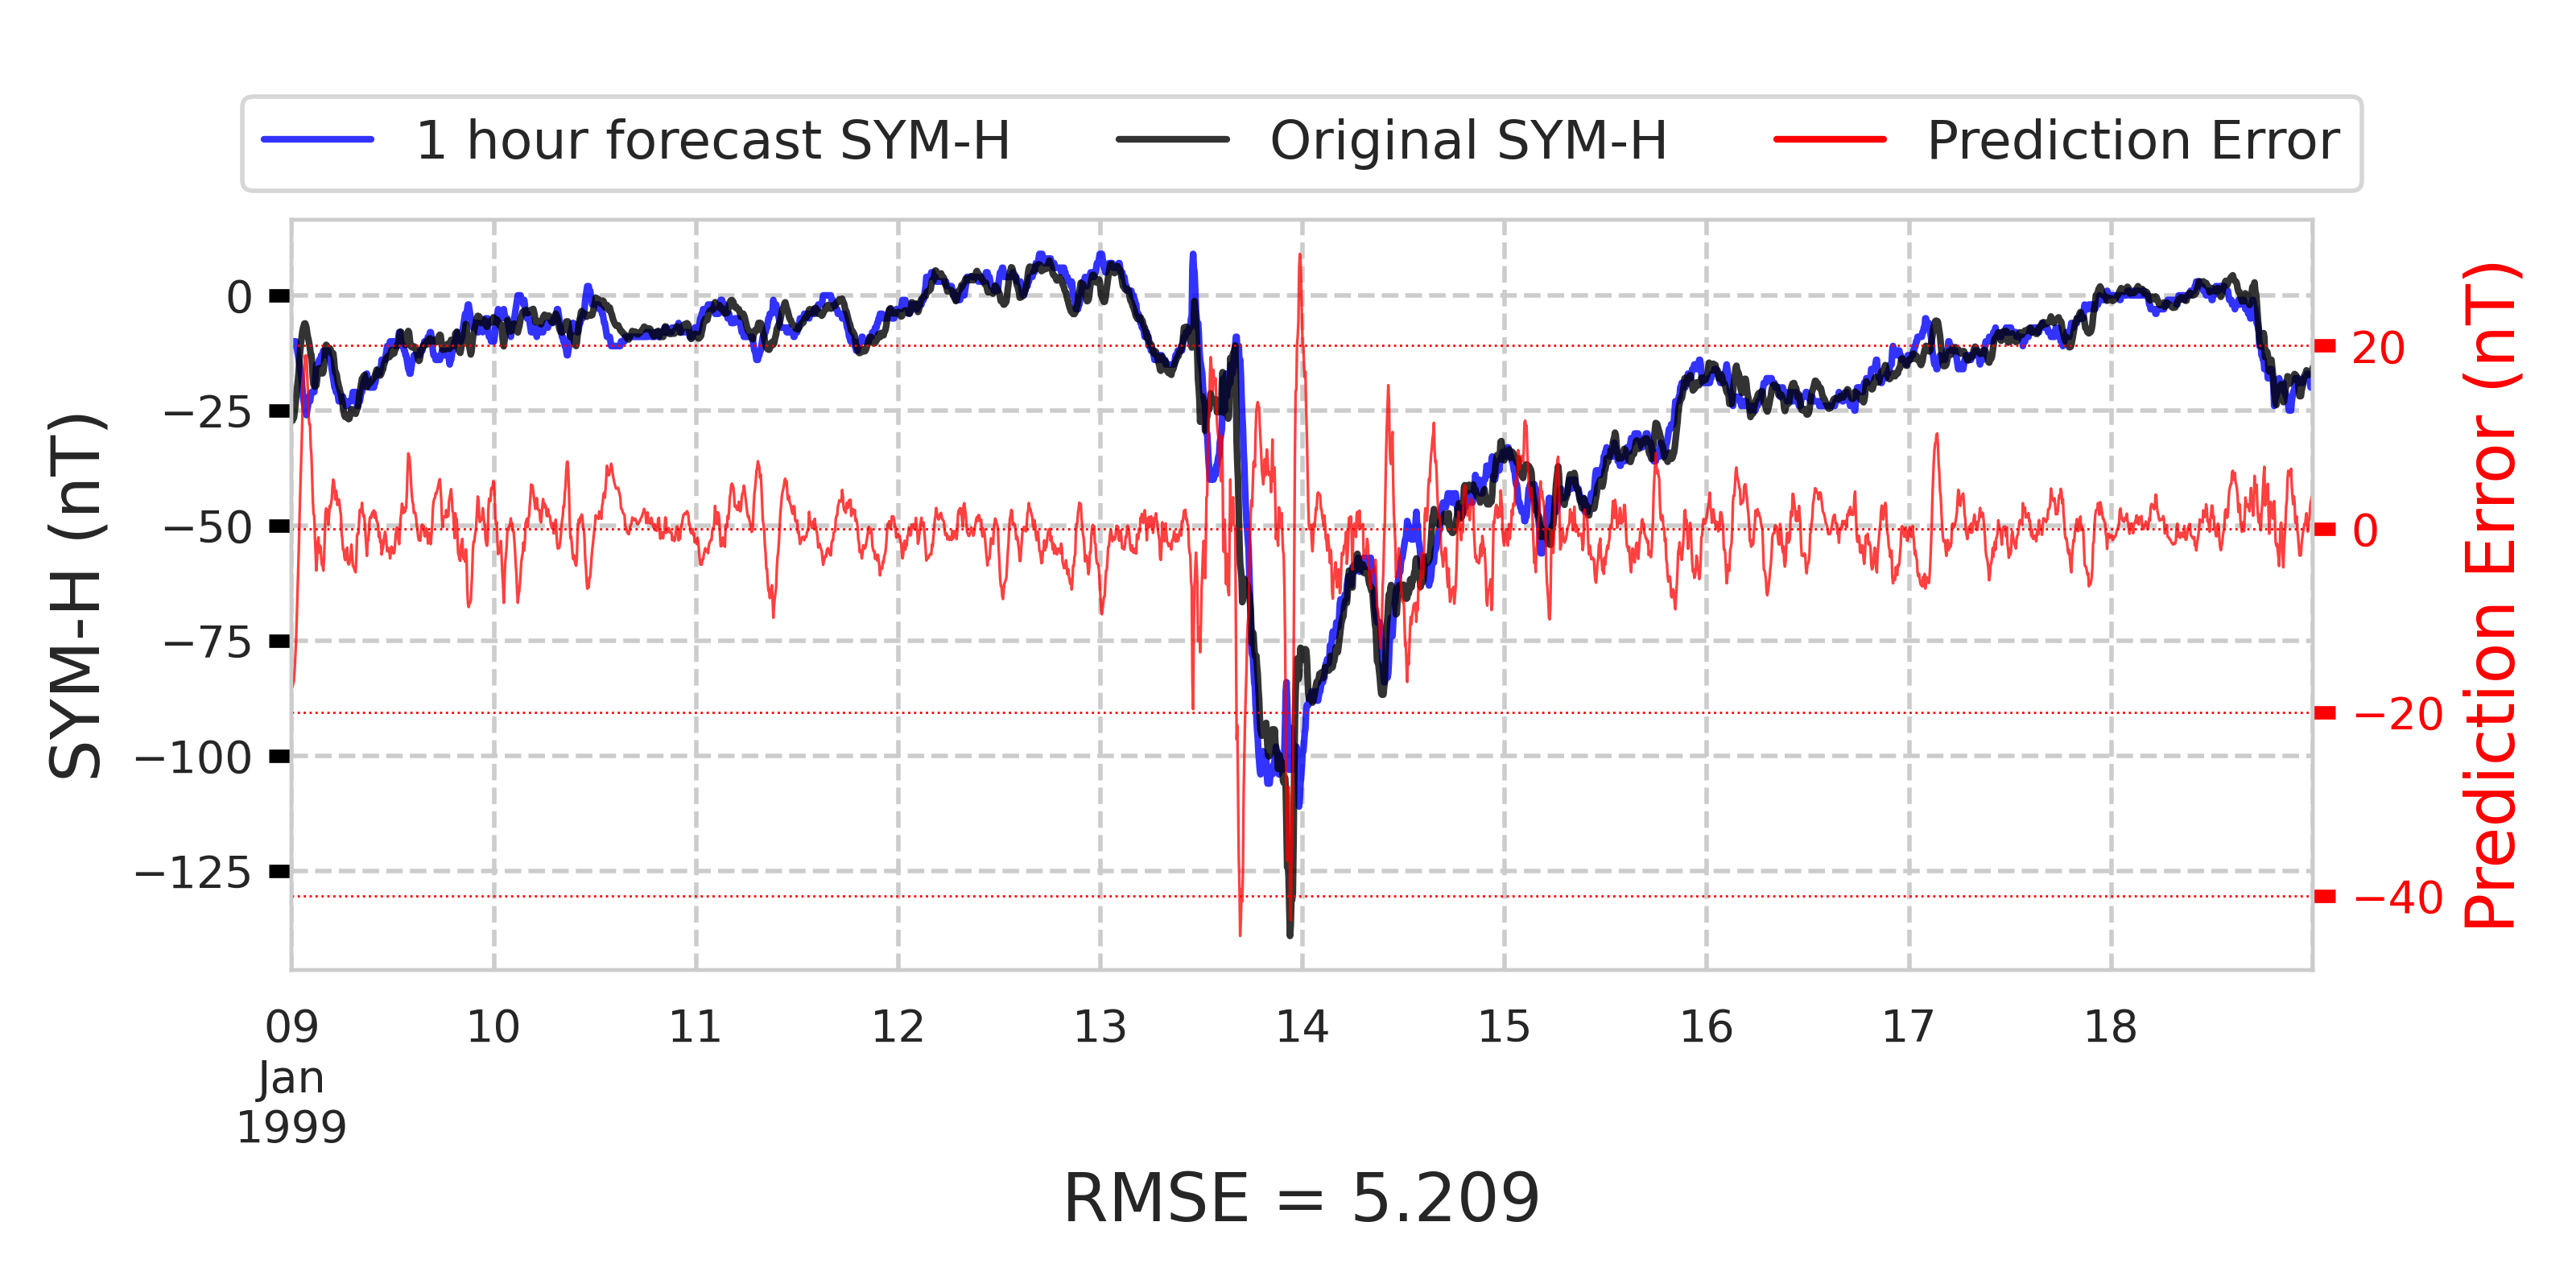 1 hour forecast SYM-H Original SYM-H Prediction Error
SYM-H (nT)
0
−25
−50
−75
−100
−125
20
0
−20
−40
Prediction Error (nT)
09 10 11 12 13 14 15 16 17 18
Jan
1999
RMSE = 5.209